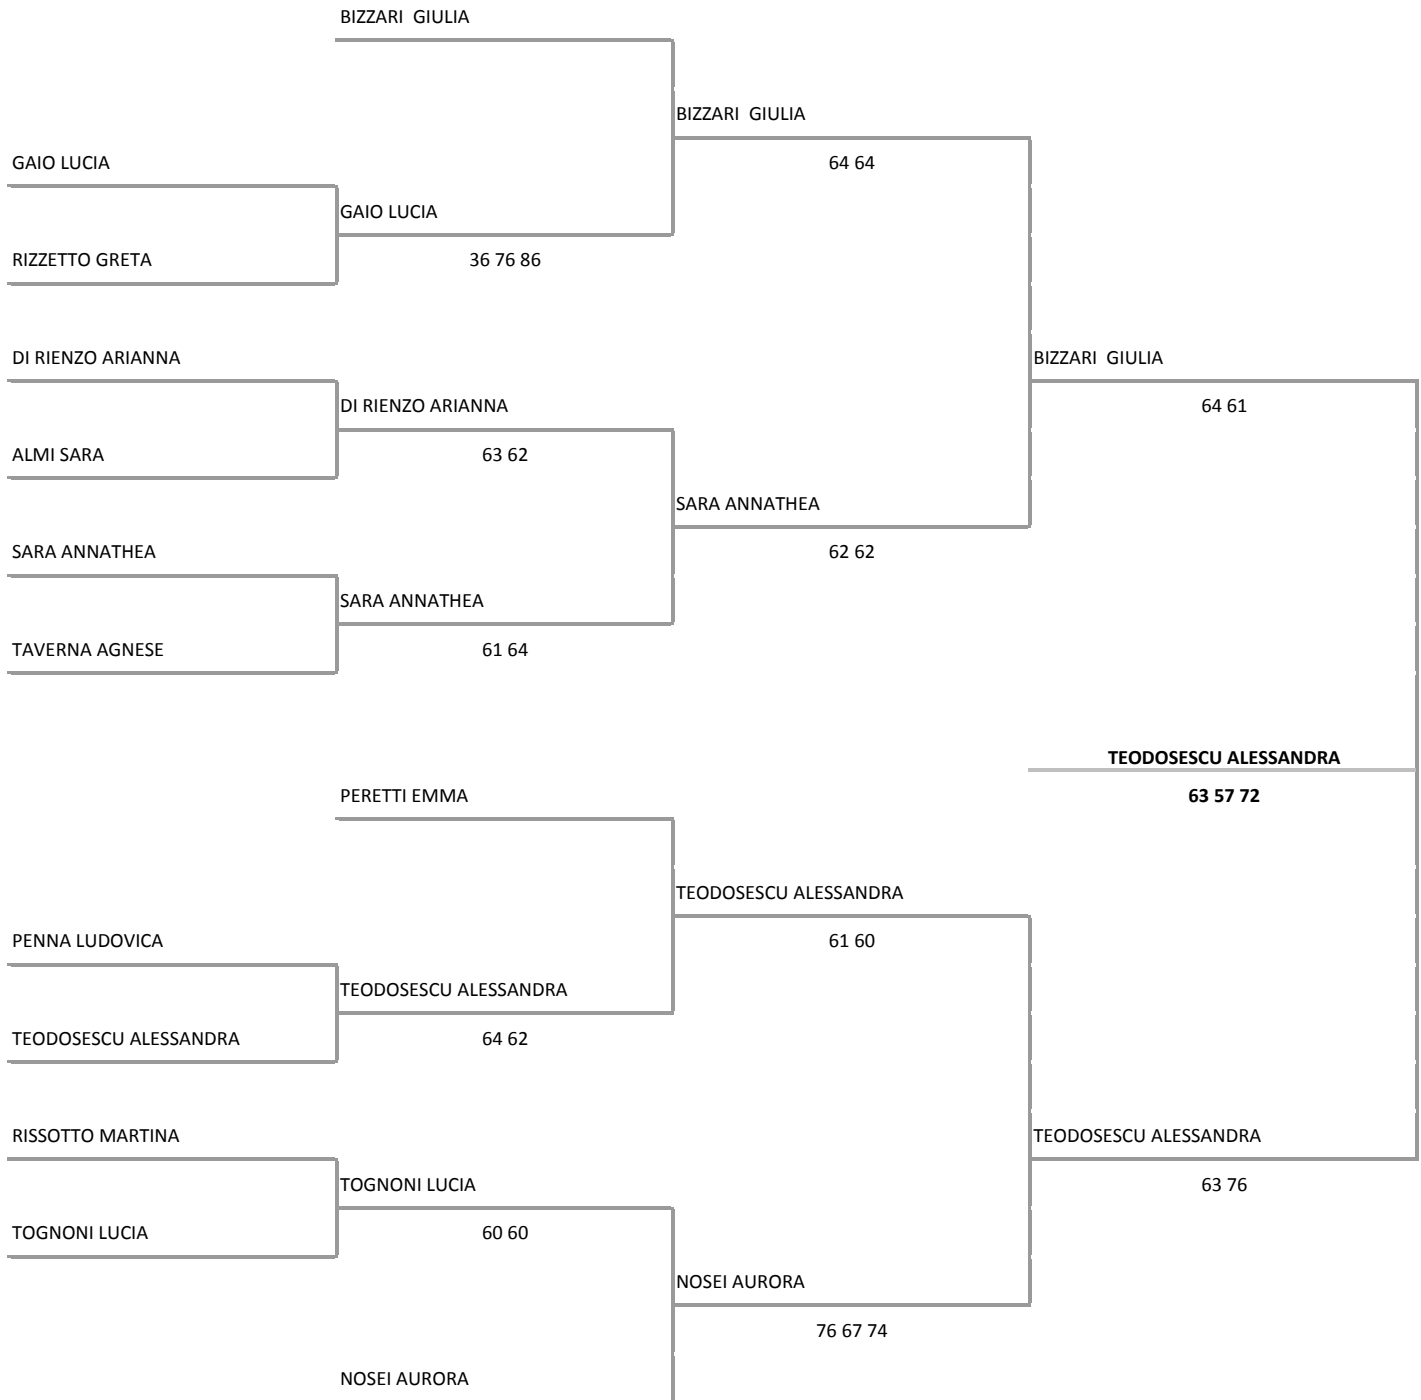 BIZZARI  GIULIA
BIZZARI  GIULIA
GAIO LUCIA
64 64
GAIO LUCIA
RIZZETTO GRETA
36 76 86
DI RIENZO ARIANNA
BIZZARI  GIULIA
DI RIENZO ARIANNA
64 61
ALMI SARA
63 62
SARA ANNATHEA
SARA ANNATHEA
62 62
SARA ANNATHEA
TAVERNA AGNESE
61 64
TEODOSESCU ALESSANDRA
PERETTI EMMA
63 57 72
TEODOSESCU ALESSANDRA
PENNA LUDOVICA
61 60
TEODOSESCU ALESSANDRA
TEODOSESCU ALESSANDRA
64 62
RISSOTTO MARTINA
TEODOSESCU ALESSANDRA
TOGNONI LUCIA
63 76
TOGNONI LUCIA
60 60
NOSEI AURORA
76 67 74
NOSEI AURORA